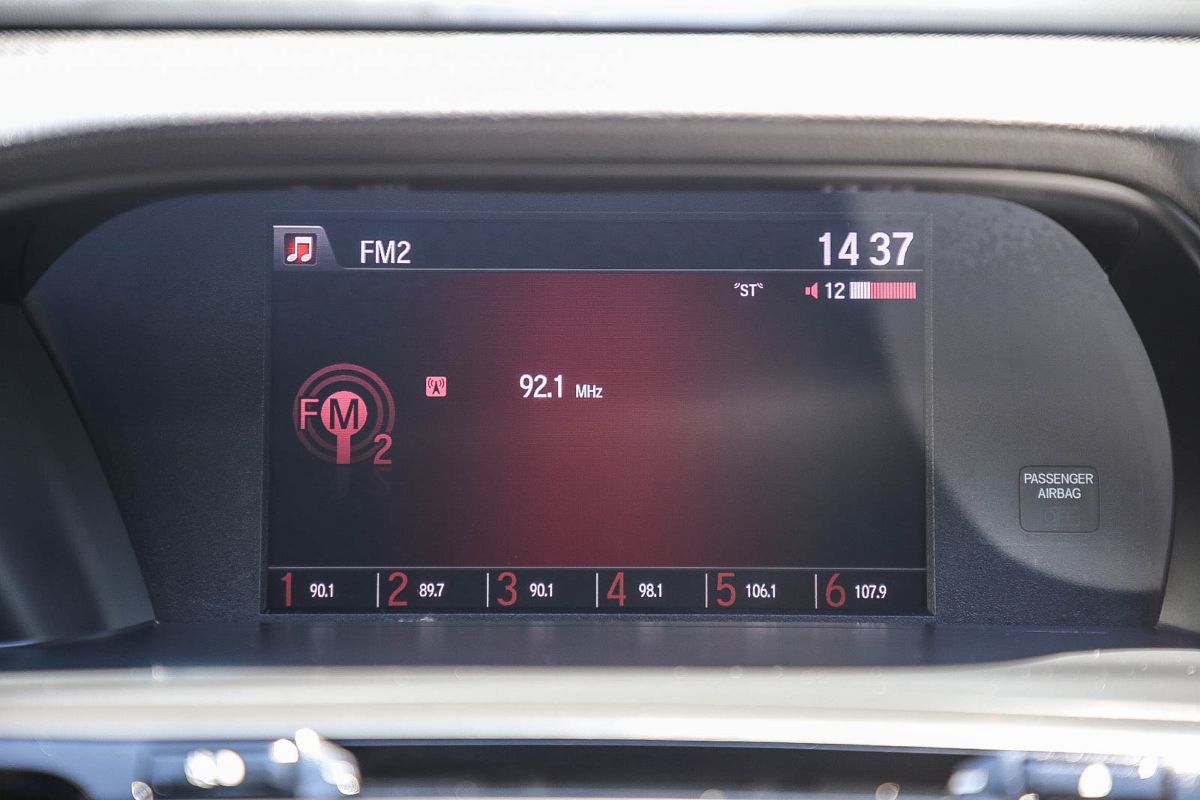 FM2
14 37
ST
12
FM2
92.1 MHz
PASSENGER
AIRBAG
1 90.1 2 89.7 3 90.1 4 98.1 5 106.1 6 107.9